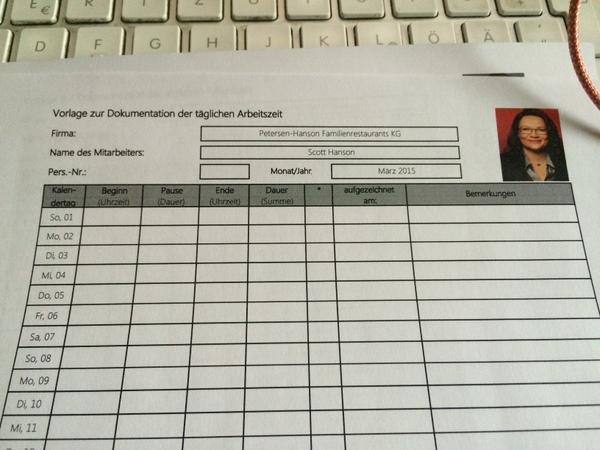 E €
R
T
Z
U
I
O
P
Ü
D F G H J K L Ö Ä
Vorlage zur Dokumentation der täglichen Arbeitszeit
Firma: Petersen-Hanson Familienrestaurants KG
Name des Mitarbeiters: Scott Hanson
Pers.-Nr.: Monat/Jahr: März 2015
Kalen- Beginn Pause Ende Dauer * aufgezeichnet Bemerkungen
dertag (Uhrzeit) (Dauer) (Uhrzeit) (Summe) am:
So, 01
Mo, 02
Di, 03
Mi, 04
Do, 05
Fr, 06
Sa, 07
So, 08
Mo, 09
Di, 10
Mi, 11